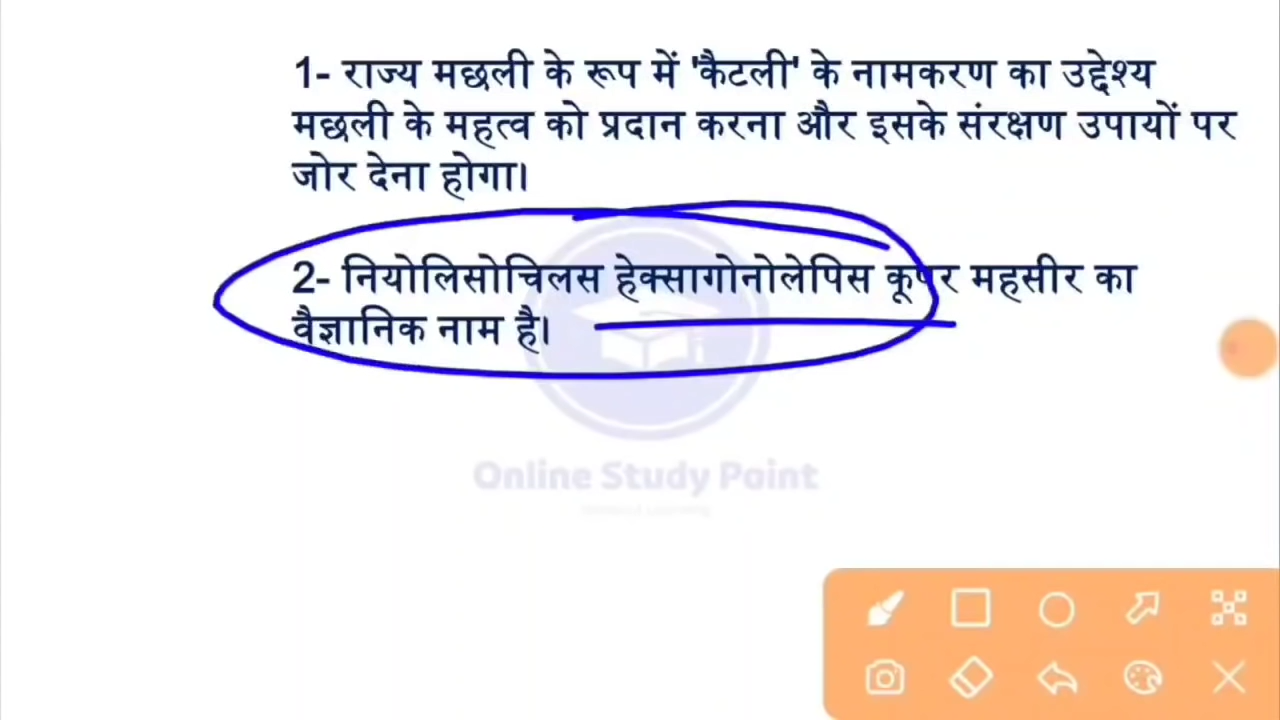 1- राज्य मछली के रूप में 'कैटली' के नामकरण का उद्देश्य
मछली के महत्व को प्रदान करना और इसके संरक्षण उपायों पर
जोर देना होगा।
2- नियोलिसोचिलस हेक्सागोनोलेपिस कूपर महसीर का
वैज्ञानिक नाम है।
Online Study Point